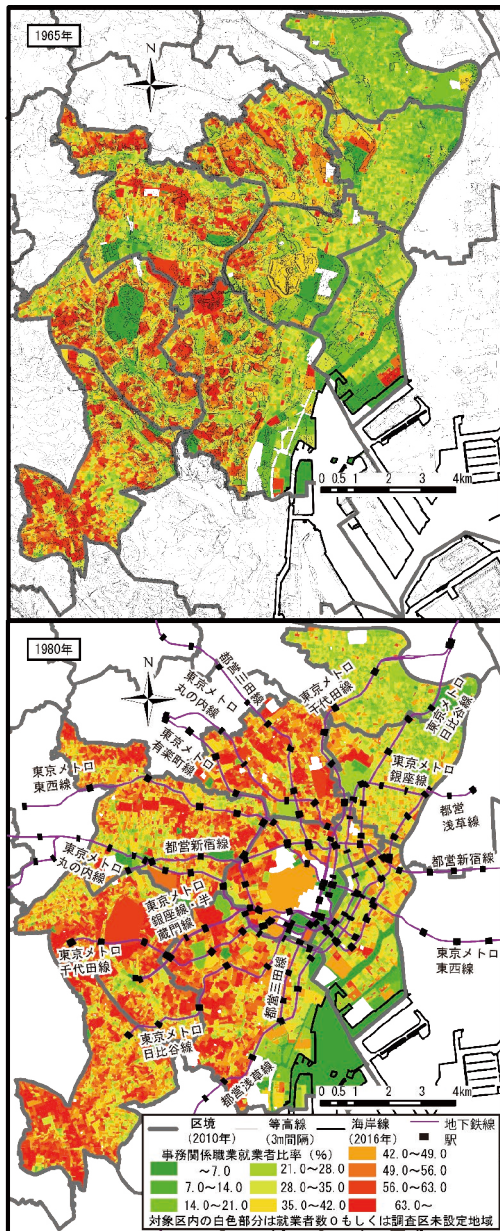 1965年
N
0 0.5 1 2 3 4km
1980年
N
都営三田線
東京メトロ
丸の内線
東京メトロ
有楽町線
東京メトロ
千代田線
東京メトロ
日比谷線
東京メトロ
東西線
東京メトロ
銀座線
都営
浅草線
都営新宿線
都営新宿線
東京メトロ
丸の内線
東京メトロ
銀座線・半
蔵門線
東京メトロ
千代田線
東京メトロ
東西線
都営三田線
東京メトロ
日比谷線
都営浅草線
0 0.5 1 2 3 4km
区境
(2010年)
等高線
(3m間隔)
海岸線
(2016年)
地下鉄線
駅
事務関係職業就業者比率(%)
~7.0
7.0~14.0
14.0~21.0
21.0~28.0
28.0~35.0
35.0~42.0
42.0~49.0
49.0~56.0
56.0~63.0
63.0~
対象区内の白色部分は就業者数0もしくは調査区未設定地域